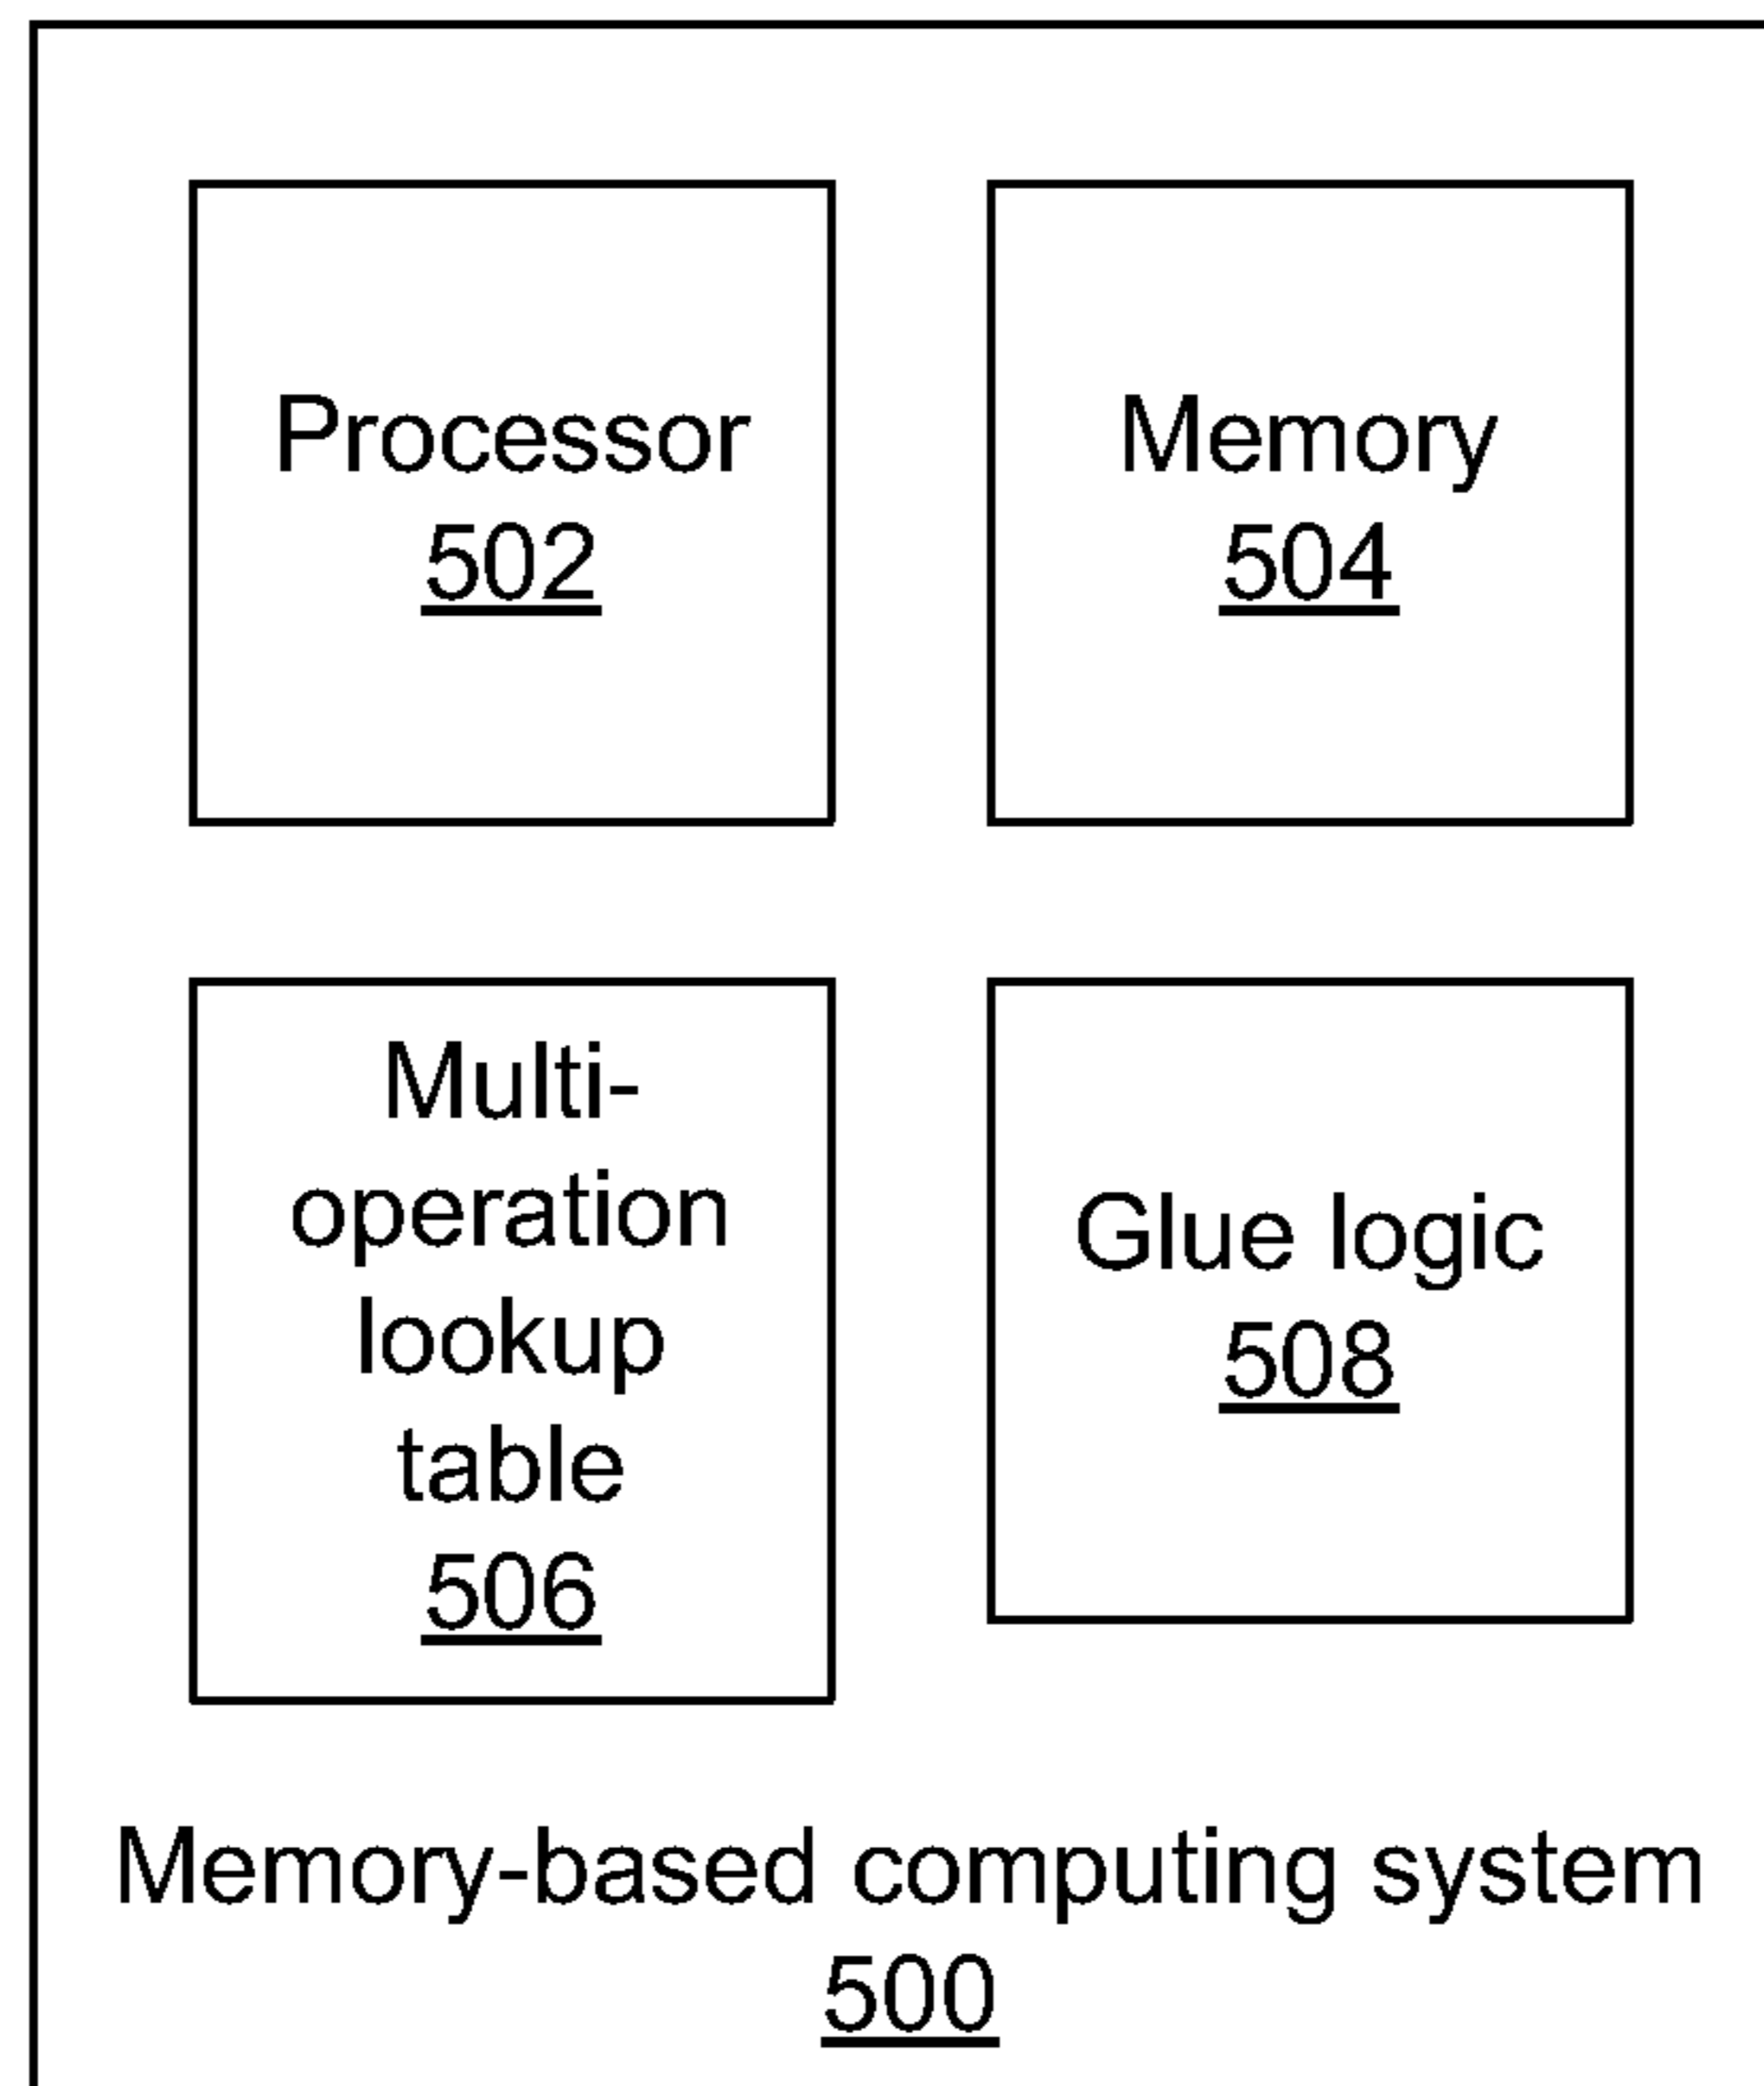 Processor
502
Memory
504
Multi-
operation
lookup
table
506
Glue logic
508
Memory-based computing system
500